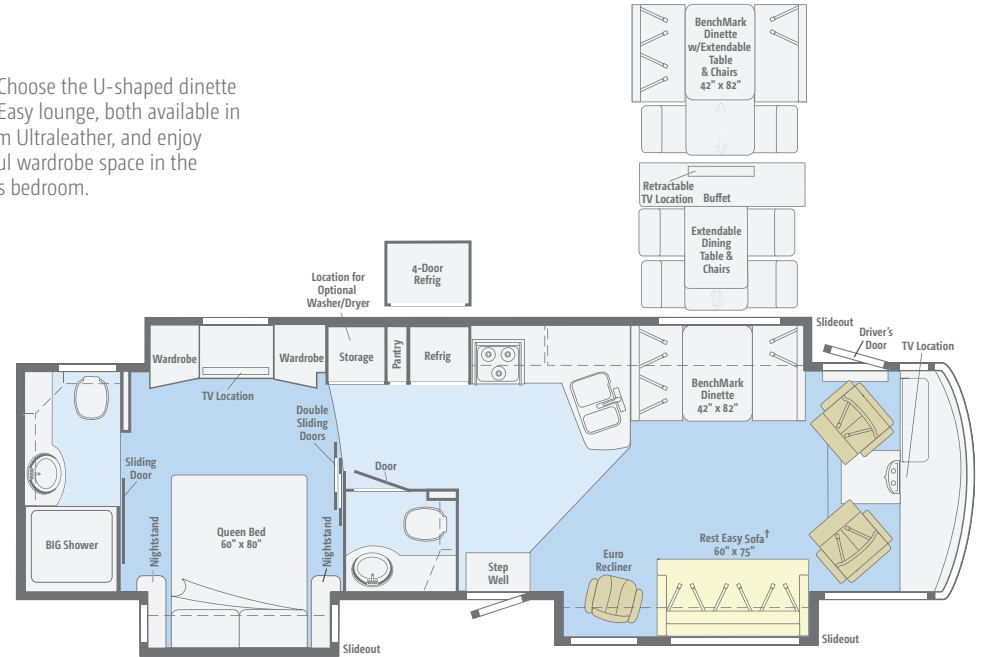 Choose the U-shaped dinette
Easy lounge, both available in
m Ultraleather, and enjoy
ul wardrobe space in the
s bedroom.
BenchMark
Dinette
w/Extendable
Table
& Chairs
42" x 82"
Retractable
TV Location
Buffet
Extendable
Dining
Table &
Chairs
4-Door
Refrig
Location for
Optional
Washer/Dryer
Slideout
Driver's
Door
TV Location
Wardrobe
Wardrobe
Storage
Pantry
Refrig
TV Location
BenchMark
Dinette
42" x 82"
Double
Sliding
Doors
Sliding
Door
Door
BIG Shower
Nightstand
Queen Bed
60" x 80"
Nightstand
Step
Well
Euro
Recliner
Rest Easy Sofa†
60" x 75"
Slideout
Slideout